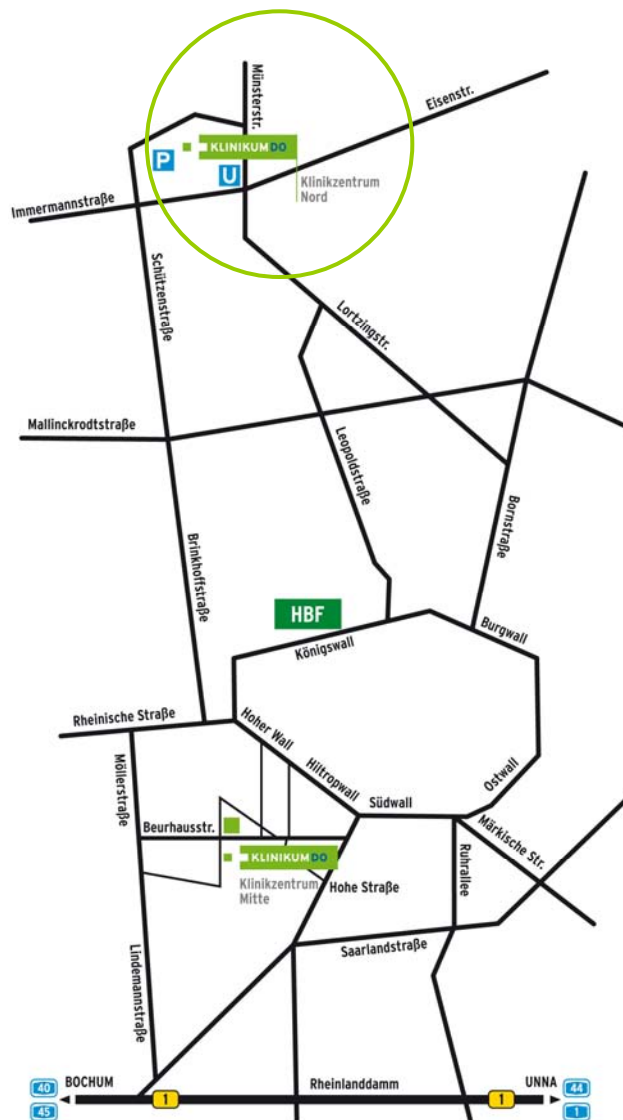 Münsterstr.
Eisenstr.
KLINIKUMDO
P
U
Klinikzentrum
Nord
Immermannstraße
Schützenstraße
Lortzingstr.
Mallinckrodtstraße
Leopoldstraße
Bornstraße
Brinkhoffstraße
HBF
Burgwall
Königswall
Rheinische Straße
Hoher Wall
Möllerstraße
Hiltropwall
Ostwall
Südwall
Märkische Str.
Beurhausstr.
KLINIKUMDO
Ruhrallee
Klinikzentrum
Mitte
Hohe Straße
Saarlandstraße
Lindemannstraße
40 BOCHUM
45
1
Rheinlanddamm
1
UNNA 44
1